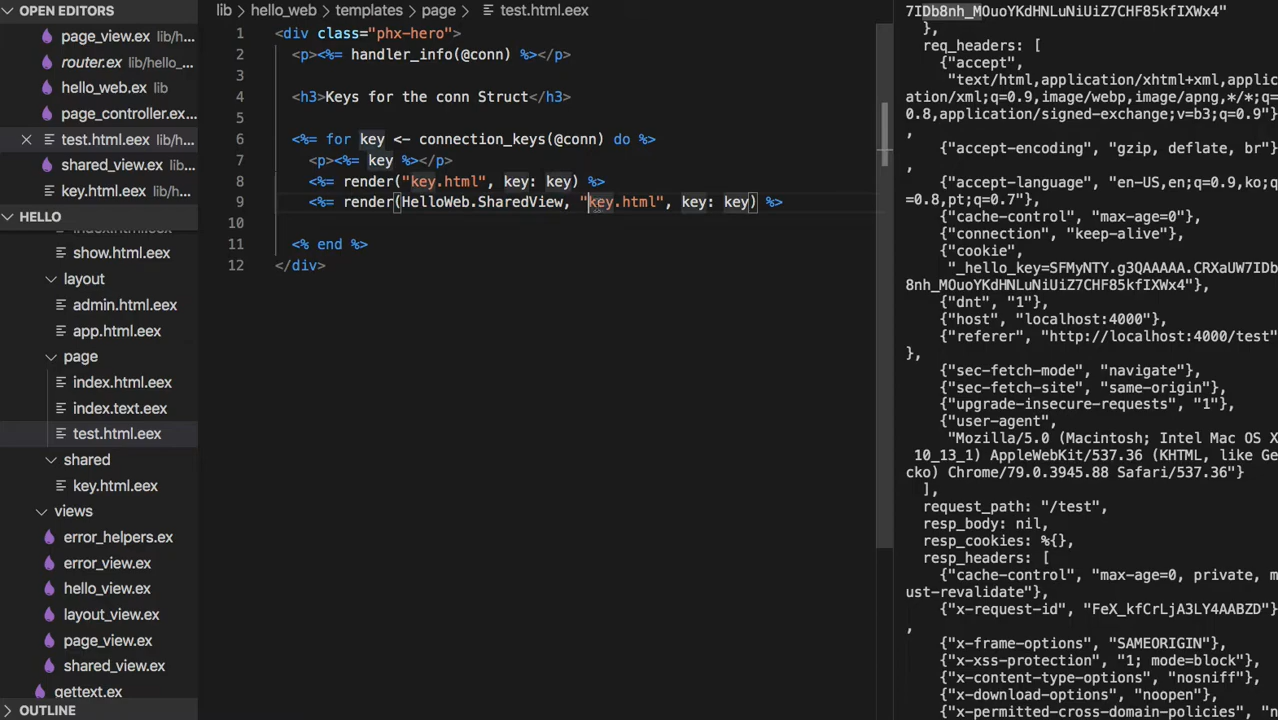 OPEN EDITORS
page_view.ex lib/h...
router.ex lib/hello_...
hello_web.ex lib
page_controller.ex...
test.html.eex lib/h...
shared_view.ex lib...
key.html.eex lib/h...
HELLO
index.html.eex
show.html.eex
layout
admin.html.eex
app.html.eex
page
index.html.eex
index.text.eex
test.html.eex
shared
key.html.eex
views
error_helpers.ex
error_view.ex
hello_view.ex
layout_view.ex
page_view.ex
shared_view.ex
gettext.ex
OUTLINE
lib > hello_web > templates > page > test.html.eex
1 <div class="phx-hero">
2 <p><%= handler_info(@conn) %></p>
3
4 <h3>Keys for the conn Struct</h3>
5
6 <%= for key <- connection_keys(@conn) do %>
7 <p><%= key %></p>
8 <%= render("key.html", key: key) %>
9 <%= render(HelloWeb.SharedView, "key.html", key: key) %>
10
11 <% end %>
12 </div>
7IDb8nh_MOuoYKdHNLuNiUiZ7CHF85kfIXWx4"
},
req_headers: [
{"accept",
"text/html,application/xhtml+xml,applic
ation/xml;q=0.9,image/webp,image/apng,*/*;q=
0.8,application/signed-exchange;v=b3;q=0.9"}
,
{"accept-encoding", "gzip, deflate, br"}
,
{"accept-language", "en-US,en;q=0.9,ko;q
=0.8,pt;q=0.7"},
{"cache-control", "max-age=0"},
{"connection", "keep-alive"},
{"cookie",
"_hello_key=SFMyNTY.g3QAAAAA.CRXaUW7IDb
8nh_MOuoYKdHNLuNiUiZ7CHF85kfIXWx4"},
{"dnt", "1"},
{"host", "localhost:4000"},
{"referer", "http://localhost:4000/test"
},
{"sec-fetch-mode", "navigate"},
{"sec-fetch-site", "same-origin"},
{"upgrade-insecure-requests", "1"},
{"user-agent",
"Mozilla/5.0 (Macintosh; Intel Mac OS X
10_13_1) AppleWebKit/537.36 (KHTML, like Ge
cko) Chrome/79.0.3945.88 Safari/537.36"}
],
request_path: "/test",
resp_body: nil,
resp_cookies: %{},
resp_headers: [
{"cache-control", "max-age=0, private, m
ust-revalidate"},
{"x-request-id", "FeX_kfCrLjA3LY4AABZD"}
,
{"x-frame-options", "SAMEORIGIN"},
{"x-xss-protection", "1; mode=block"},
{"x-content-type-options", "nosniff"},
{"x-download-options", "noopen"},
{"x-permitted-cross-domain-policies", "n